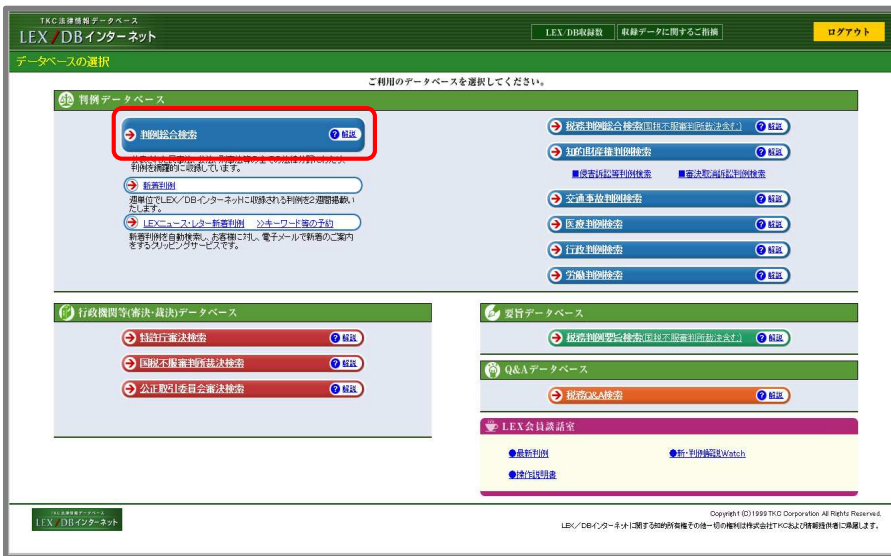 TKC法律情報データベース
LEX/DBインターネット
LEX/DB収録数
収録データに関するご指摘
ログアウト
データベースの選択
ご利用のデータベースを選択してください。
判例データベース
判例総合検索
解説
判例を網羅的に収録しています。
新着判例
週単位でLEX/DBインターネットに収録される判例を2週間掲載い
たします。
LEXニュース・レター新着判例 >>キーワード等の予約
新着判例を自動検索し、お客様に対し、電子メールで新着のご案内
をするクリッピングサービスです。
税務判例総合検索(国税不服審判所裁決含む)
解説
知的財産権判例検索
解説
■侵害訴訟等判例検索
■審決取消訴訟判例検索
交通事故判例検索
解説
医療判例検索
解説
行政判例検索
解説
労働判例検索
解説
行政機関等(審決・裁決)データベース
特許庁審決検索
解説
国税不服審判所裁決検索
解説
公正取引委員会審決検索
解説
要旨データベース
税務判例要旨検索(国税不服審判所裁決含む)
解説
Q&Aデータベース
税務Q&A検索
解説
LEX会員談話室
●最新判例
●新・判例解説Watch
●操作説明書
TKC法律情報データベース
LEX/DBインターネット
Copyright (C)1999 TKC Corporation All Rights Reserved.
LEX/DBインターネットに関する知的所有権その他一切の権利は株式会社TKCおよび情報提供者に帰属します。